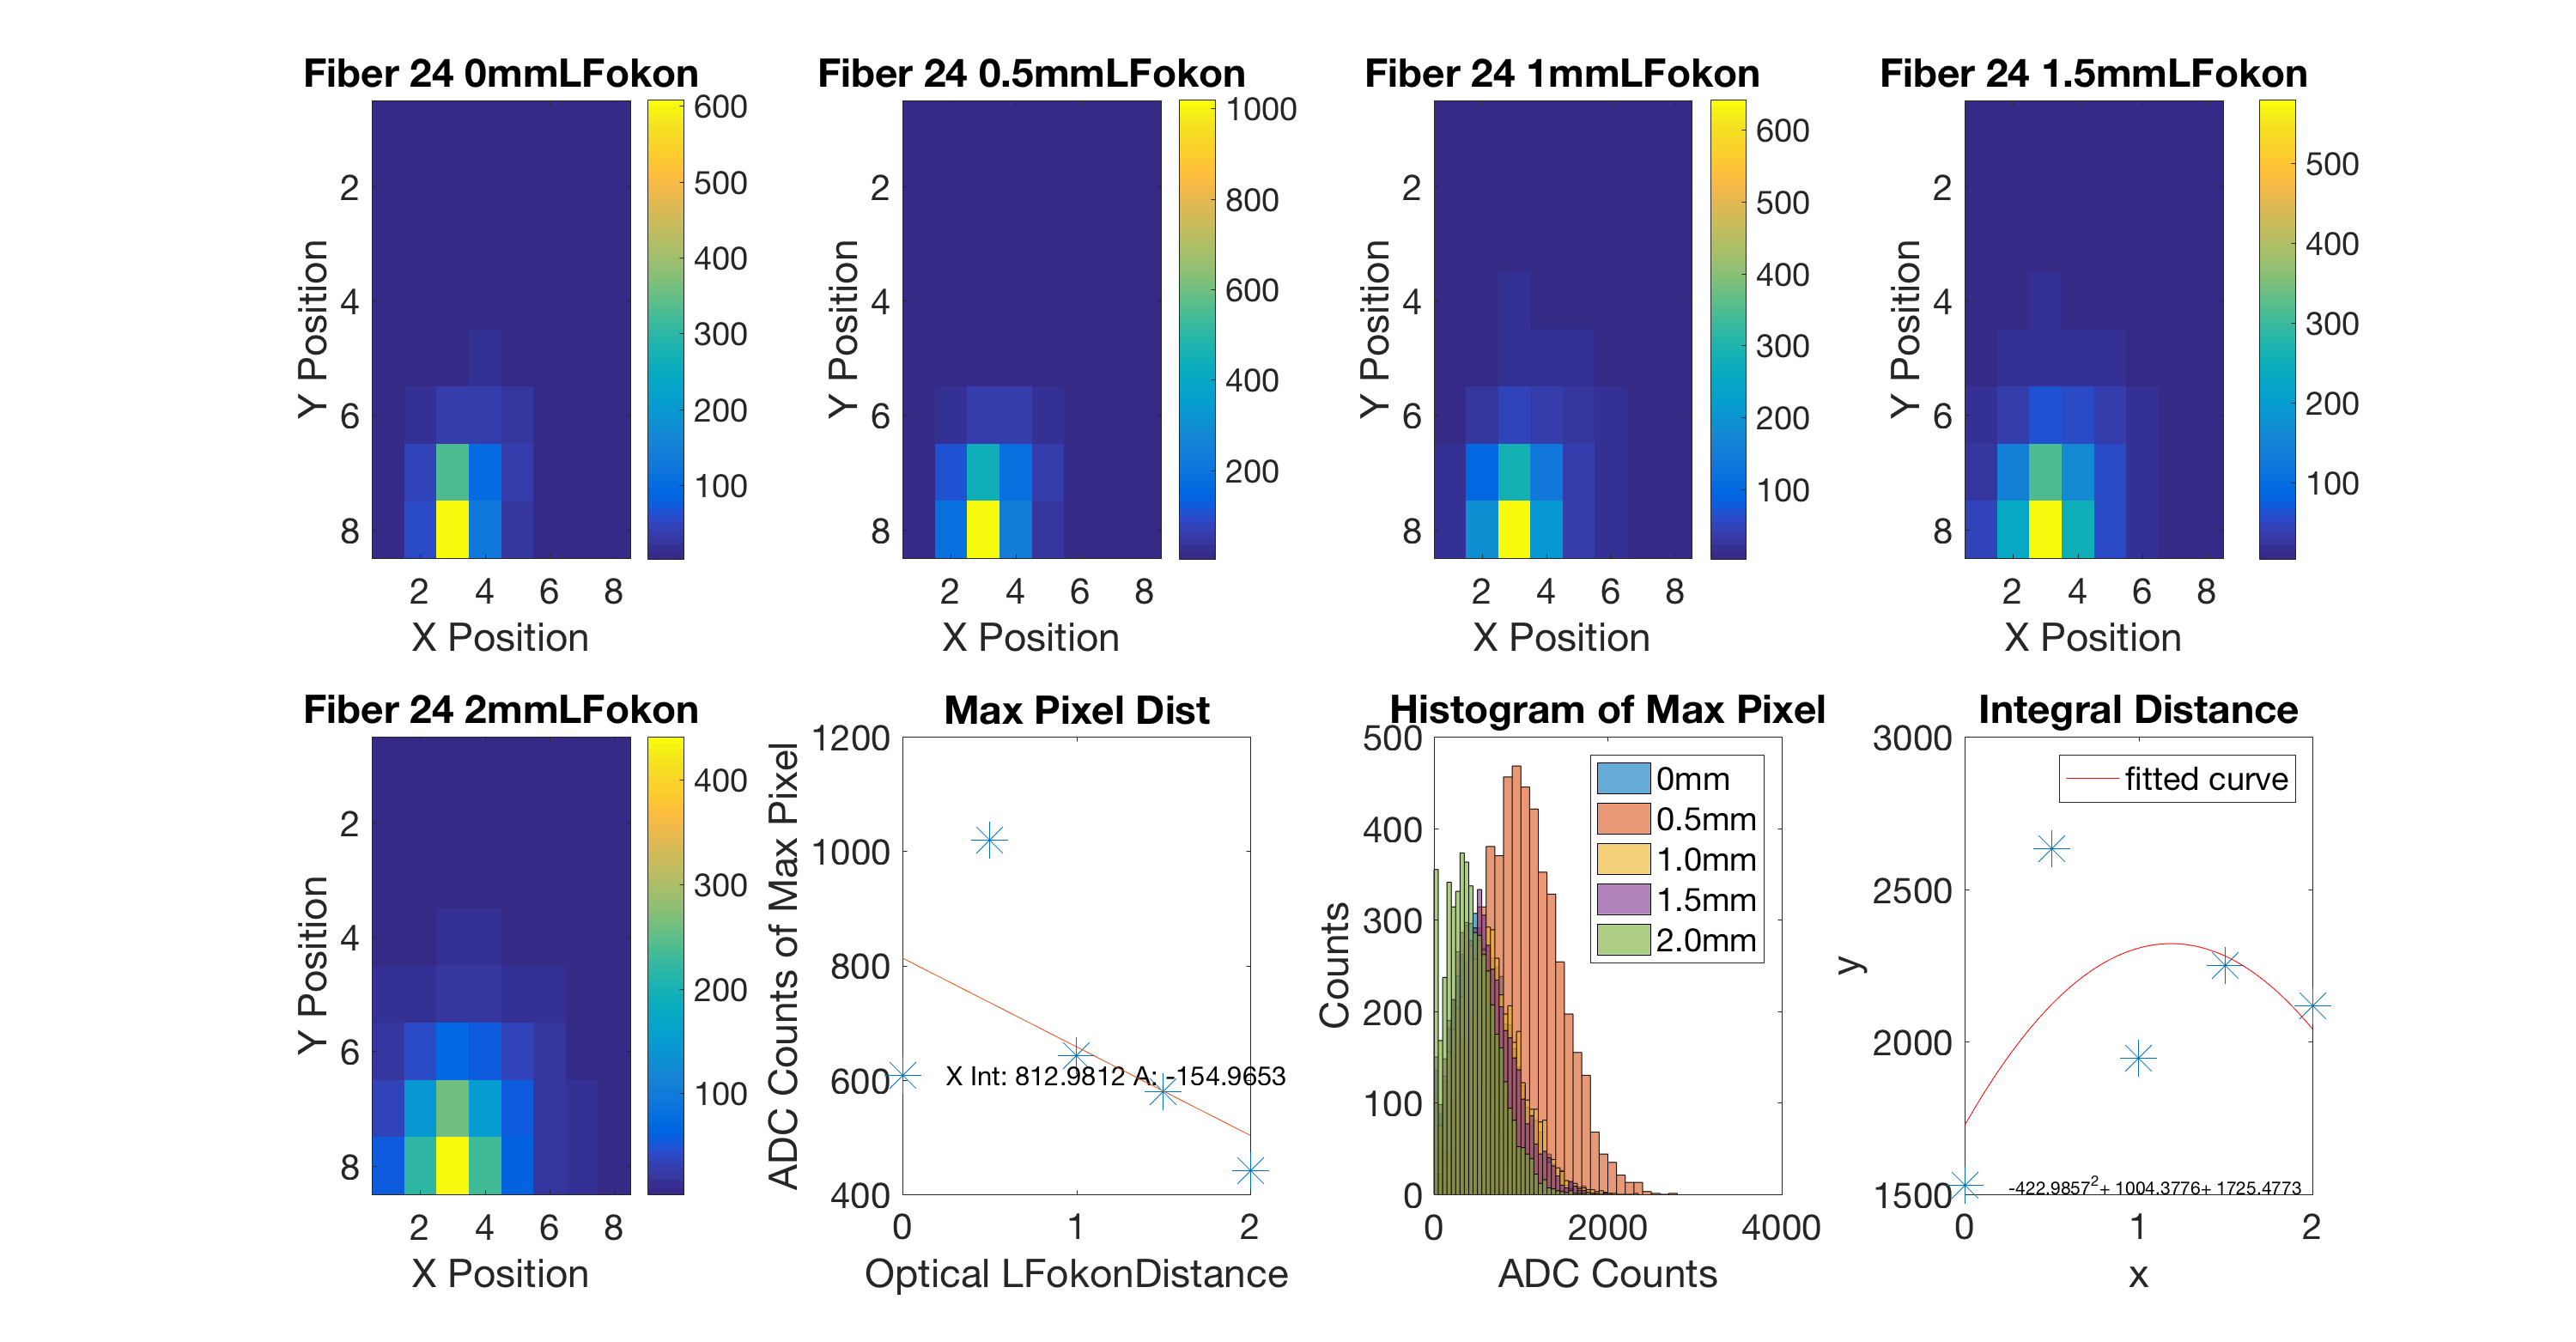 Fiber 24 0mmLFokon
Y Position
2
4
6
8
2 4 6 8
X Position
600
500
400
300
200
100
Fiber 24 0.5mmLFokon
Y Position
2
4
6
8
2 4 6 8
X Position
1000
800
600
400
200
Fiber 24 1mmLFokon
Y Position
2
4
6
8
2 4 6 8
X Position
600
500
400
300
200
100
Fiber 24 1.5mmLFokon
Y Position
2
4
6
8
2 4 6 8
X Position
500
400
300
200
100
Fiber 24 2mmLFokon
Y Position
2
4
6
8
2 4 6 8
X Position
400
300
200
100
Max Pixel Dist
ADC Counts of Max Pixel
1200
1000
800
600
400
X Int: 812.9812 A: -154.9653
0 1 2
Optical LFokonDistance
Histogram of Max Pixel
Counts
500
400
300
200
100
0
0mm
0.5mm
1.0mm
1.5mm
2.0mm
0 2000 4000
ADC Counts
Integral Distance
y
3000
2500
2000
1500
fitted curve
-422.9857²+ 1004.3776+ 1725.4773
0 1 2
x